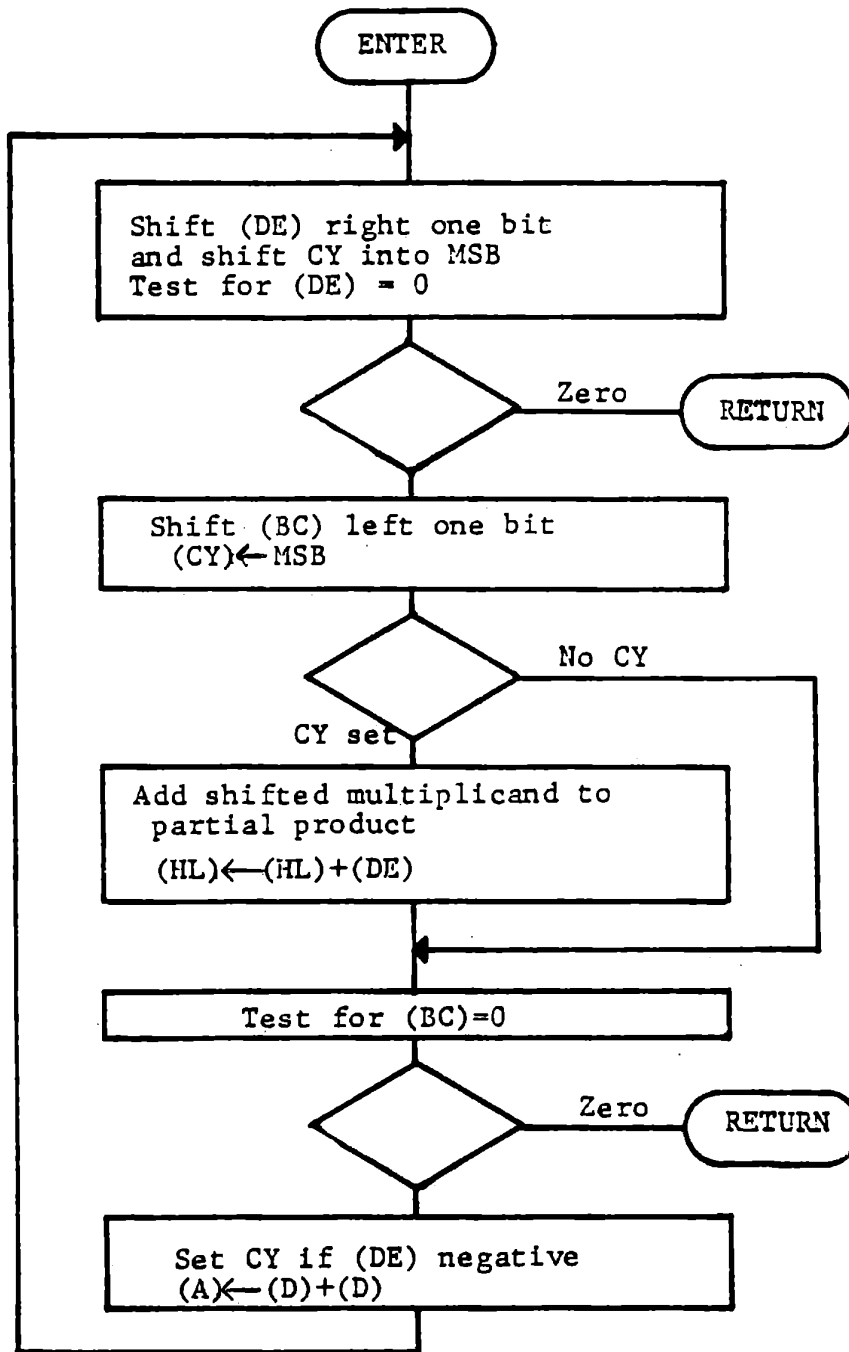 ENTER
Shift (DE) right one bit
and shift CY into MSB
Test for (DE) = 0
Zero
RETURN
Shift (BC) left one bit
(CY)← MSB
No CY
CY set
Add shifted multiplicand to
partial product
(HL)←(HL)+(DE)
Test for (BC)=0
Zero
RETURN
Set CY if (DE) negative
(A)←(D)+(D)